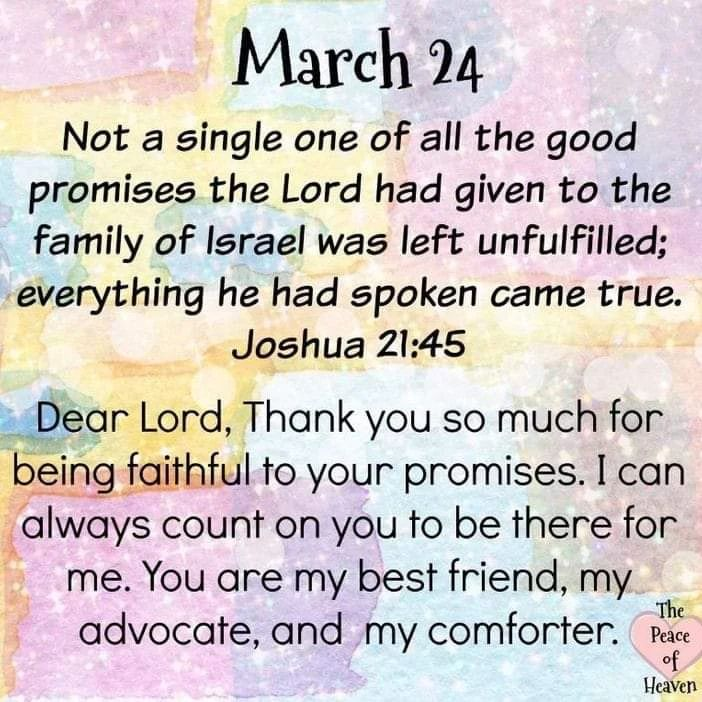 March 24
Not a single one of all the good
promises the Lord had given to the
family of Israel was left unfulfilled;
everything he had spoken came true.
Joshua 21:45
Dear Lord, Thank you so much for
being faithful to your promises. I can
always count on you to be there for
me. You are my best friend, my
advocate, and my comforter.
The
Peace
of
Heaven